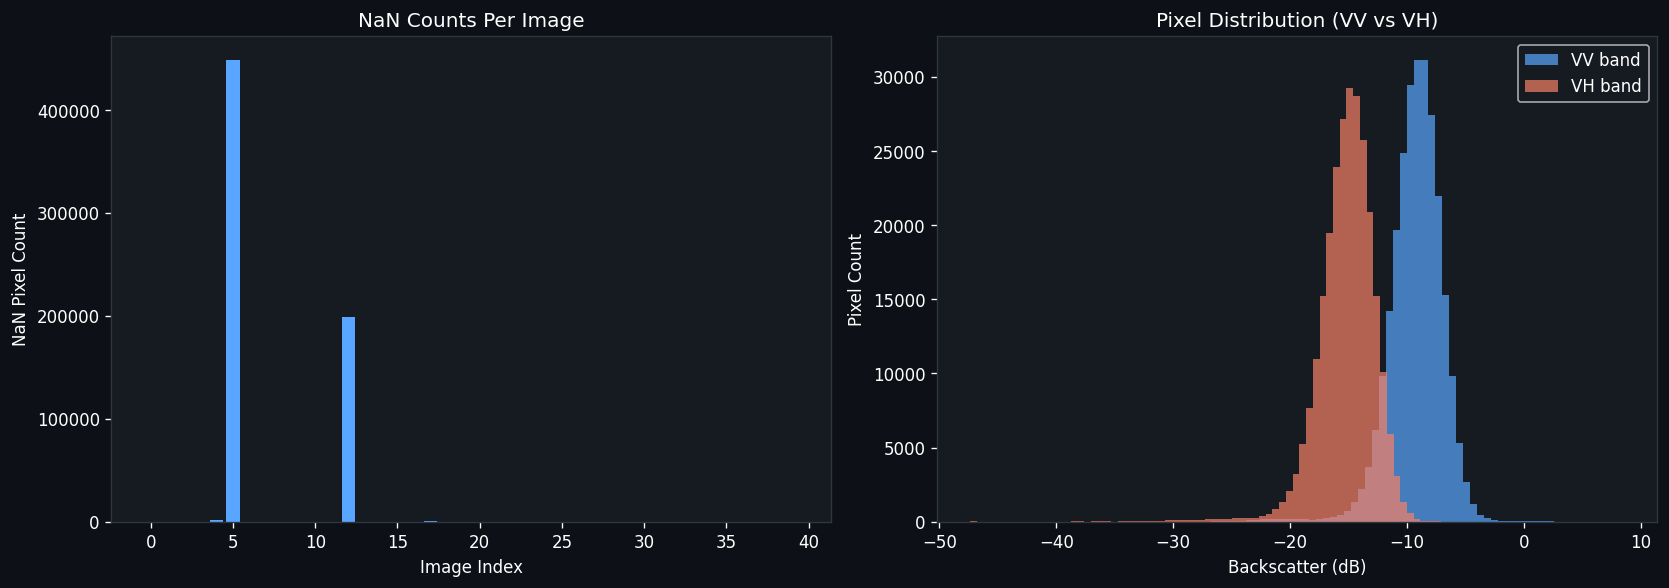 NaN Counts Per Image
NaN Pixel Count
400000
300000
200000
100000
0
0 5 10 15 20 25 30 35 40
Image Index
Pixel Distribution (VV vs VH)
VV band
VH band
Pixel Count
30000
25000
20000
15000
10000
5000
0
−50 −40 −30 −20 −10 0 10
Backscatter (dB)